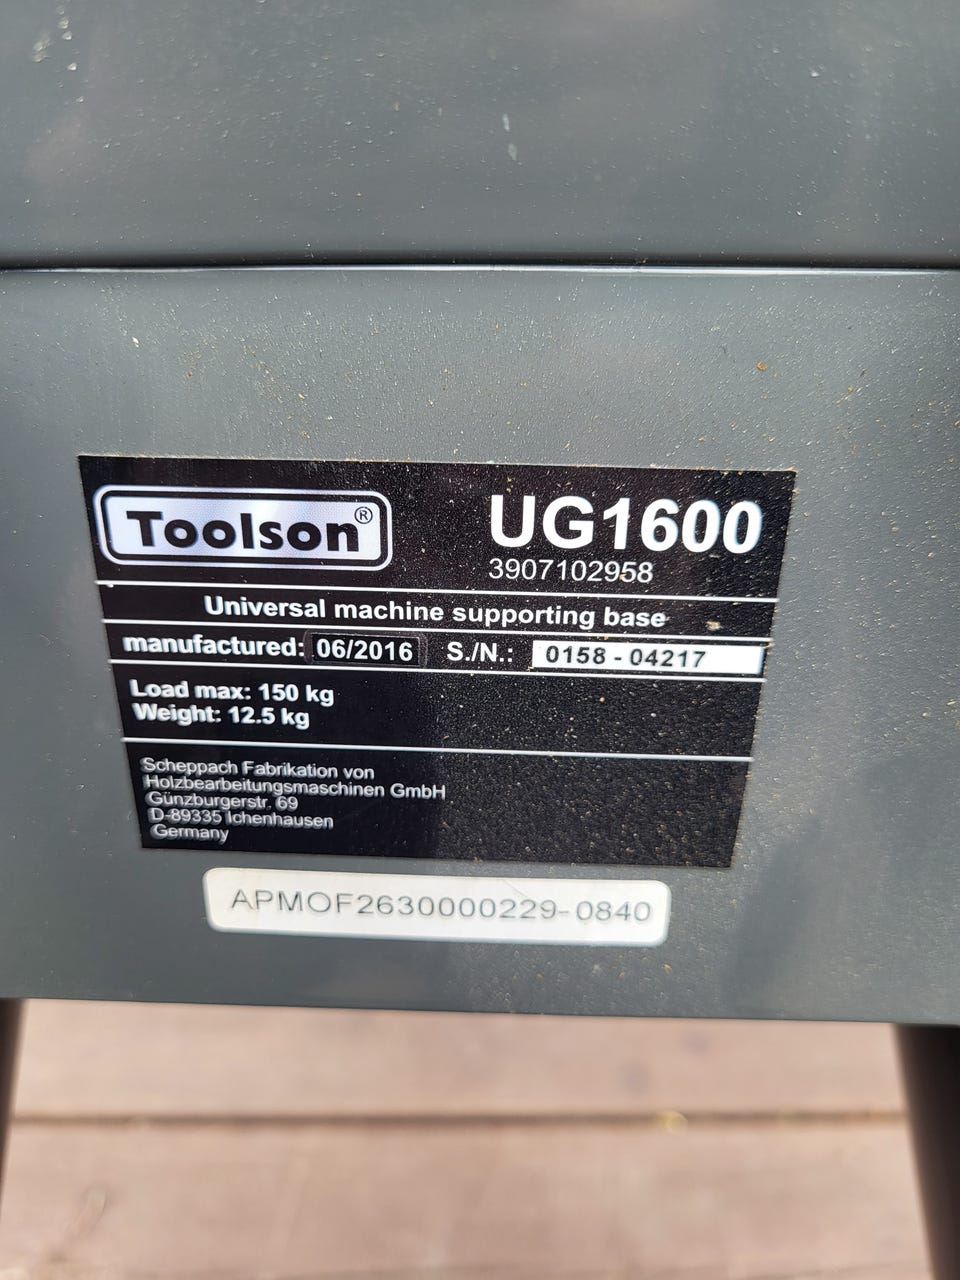 Toolson®
UG1600
3907102958
Universal machine supporting base
manufactured: 06/2016 S./N.: 0158 - 04217
Load max: 150 kg
Weight: 12.5 kg
Scheppach Fabrikation von
Holzbearbeitungsmaschinen GmbH
Günzburgerstr. 69
D-89335 Ichenhausen
Germany
APMOF2630000229-0840